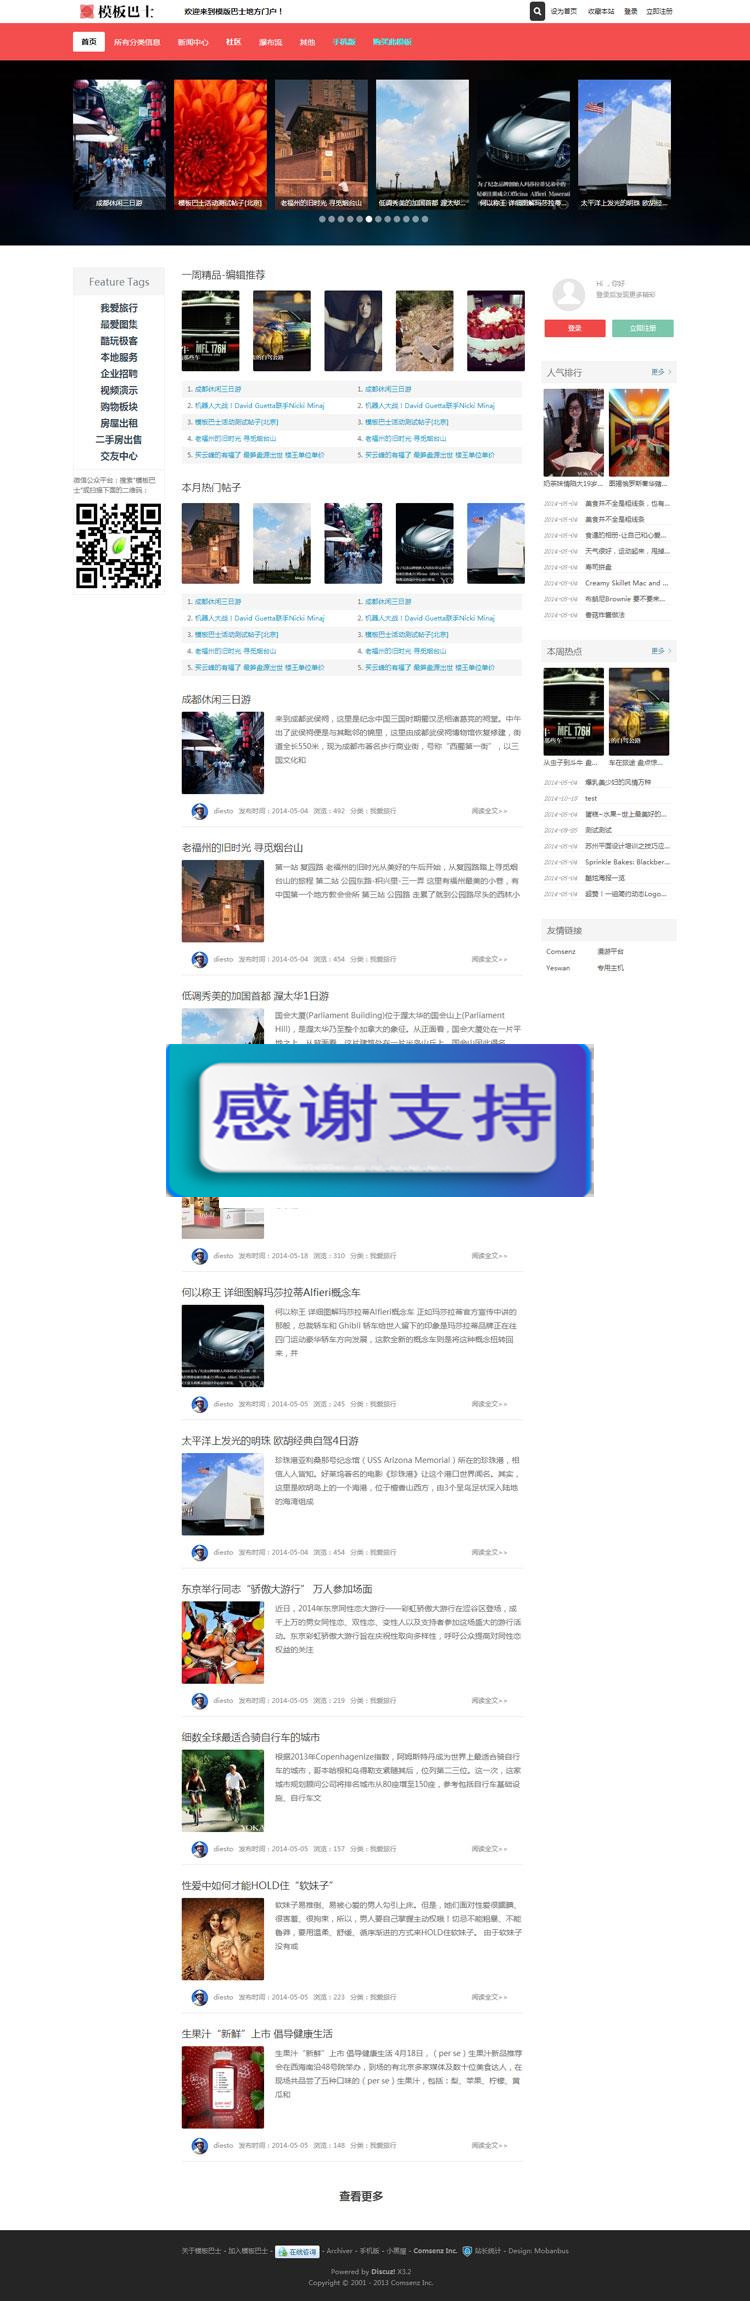 模板巴士
欢迎来到模版巴士地方门户！
设为首页 收藏本站 登录 立即注册
首页 所有分类信息 新闻中心 社区 瀑布流 其他 手机版 购买此模板
成都休闲三日游
模板巴士活动测试帖子[北京]
老福州的旧时光 寻觅烟台山
低调秀美的加国首都 渥太华...
何以称王 详细图解玛莎拉蒂...
太平洋上发光的明珠 欧胡经...
Feature Tags
我爱旅行
最爱图集
酷玩极客
本地服务
企业招聘
视频演示
购物板块
房屋出租
二手房出售
交友中心
微信公众平台：搜索“模板巴
士”或扫描下面的二维码：
一周精品-编辑推荐
1. 成都休闲三日游
2. 机器人大战！David Guetta联手Nicki Minaj
3. 模板巴士活动测试帖子[北京]
4. 老福州的旧时光 寻觅烟台山
5. 买云峰的有福了 最笋盘源出世 楼王单位单价
1. 成都休闲三日游
2. 机器人大战！David Guetta联手Nicki Minaj
3. 模板巴士活动测试帖子[北京]
4. 老福州的旧时光 寻觅烟台山
5. 买云峰的有福了 最笋盘源出世 楼王单位单价
本月热门帖子
1. 成都休闲三日游
2. 机器人大战！David Guetta联手Nicki Minaj
3. 模板巴士活动测试帖子[北京]
4. 老福州的旧时光 寻觅烟台山
5. 买云峰的有福了 最笋盘源出世 楼王单位单价
1. 成都休闲三日游
2. 机器人大战！David Guetta联手Nicki Minaj
3. 模板巴士活动测试帖子[北京]
4. 老福州的旧时光 寻觅烟台山
5. 买云峰的有福了 最笋盘源出世 楼王单位单价
成都休闲三日游
来到成都武侯祠，这里是纪念中国三国时期蜀汉丞相诸葛亮的祠堂。中午
出了武侯祠便是与其毗邻的锦里，这里由成都武侯祠博物馆恢复修建，街
道全长550米，现为成都市著名步行商业街，号称“西蜀第一街”，以三
国文化和
diesto 发布时间：2014-05-04 浏览：492 分类：我爱旅行 阅读全文>>
老福州的旧时光 寻觅烟台山
第一站 复园路 老福州的旧时光从美好的午后开始，从复园路踏上寻觅烟
台山的旅程 第二站 公园东路-积兴里-三一弄 这里有福州最美的小巷，有
中国第一个地方教会会所 第三站 公园路 走累了就到公园路尽头的西林小
diesto 发布时间：2014-05-04 浏览：454 分类：我爱旅行 阅读全文>>
低调秀美的加国首都 渥太华1日游
国会大厦(Parliament Building)位于渥太华的国会山上(Parliament
Hill)，是渥太华乃至整个加拿大的象征。从正面看，国会大厦处在一片平
感谢支持
diesto 发布时间：2014-05-18 浏览：310 分类：我爱旅行 阅读全文>>
何以称王 详细图解玛莎拉蒂Alfieri概念车
何以称王 详细图解玛莎拉蒂Alfieri概念车 正如玛莎拉蒂官方宣传中讲的
那般，总裁轿车和 Ghibli 轿车给世人留下的印象是玛莎拉蒂品牌正在往
四门运动豪华轿车方向发展，这款全新的概念车则是将这种概念扭转回
来，并
diesto 发布时间：2014-05-05 浏览：245 分类：我爱旅行 阅读全文>>
太平洋上发光的明珠 欧胡经典自驾4日游
珍珠港亚利桑那号纪念馆（USS Arizona Memorial）所在的珍珠港，相
信人人皆知。好莱坞著名的电影《珍珠港》让这个港口世界闻名。其实，
这里是欧胡岛上的一个海港，位于檀香山西方，由3个呈鸟足状深入陆地
的海湾组成
diesto 发布时间：2014-05-04 浏览：454 分类：我爱旅行 阅读全文>>
东京举行同志“骄傲大游行” 万人参加场面
近日，2014年东京同性恋大游行——彩虹骄傲大游行在涩谷区登场，成
千上万的男女同性恋、双性恋、变性人以及支持者参加这场盛大的游行活
动。东京彩虹骄傲大游行旨在庆祝性取向多样性，呼吁公众提高对同性恋
权益的关注
diesto 发布时间：2014-05-05 浏览：219 分类：我爱旅行 阅读全文>>
细数全球最适合骑自行车的城市
根据2013年Copenhagenize指数，阿姆斯特丹成为世界上最适合骑自行
车的城市，哥本哈根和乌得勒支紧随其后，位列第二三位。这一次，这家
城市规划顾问公司将排名城市从80座增至150座，参考包括自行车基础设
施、自行车文
diesto 发布时间：2014-05-05 浏览：157 分类：我爱旅行 阅读全文>>
性爱中如何才能HOLD住“软妹子”
软妹子易推倒、易被心爱的男人勾引上床。但是，她们面对性爱很腼腆、
很害羞、很拘束，所以，男人要自己掌握主动权哦！切忌不能粗暴、不能
鲁莽，要用温柔、舒缓、循序渐进的方式来HOLD住软妹子。 由于软妹子
没有或
diesto 发布时间：2014-05-05 浏览：223 分类：我爱旅行 阅读全文>>
生果汁“新鲜”上市 倡导健康生活
生果汁“新鲜”上市 倡导健康生活 4月18日，（per se）生果汁新品推荐
会在西海南沿48号院举办，到场的有北京多家媒体及数十位美食达人，在
现场共品尝了五种口味的（per se）生果汁，包括：梨、苹果、柠檬、黄
瓜和
diesto 发布时间：2014-05-05 浏览：148 分类：我爱旅行 阅读全文>>
查看更多
Hi ，你好
登录后发现更多精彩
登录 立即注册
人气排行 更多 >
奶茶妹情陷大19岁...
图揭俄罗斯奢华赌...
2014-05-04 美食并不全是粗线条，也有...
2014-05-04 美食并不全是粗线条
2014-05-04 食道的相册-让自己和心爱...
2014-05-04 天气很好，运动起来，甩掉...
2014-05-04 寿司拼盘
2014-05-04 Creamy Skillet Mac and ...
2014-05-04 布朗尼Brownie 要不要来...
2014-05-04 香菇炸酱做法
本周热点 更多 >
从虫子到斗牛 盘...
车在旅途 盘点惊...
2014-05-04 爆乳美少妇的风情万种
2014-10-15 test
2014-05-04 蛋糕~水果~世上最美好的...
2014-09-25 测试测试
2014-05-04 苏州平面设计培训之技巧应...
2014-05-04 Sprinkle Bakes: Blackber...
2014-05-04 酷炫海报一览
2014-05-04 超赞！一组简约动态Logo...
友情链接
Comsenz 漫游平台
Yeswan 专用主机
关于模板巴士 - 加入模板巴士 - 在线咨询 - Archiver - 手机版 - 小黑屋 - Comsenz Inc. 站长统计 - Design: Mobanbus
Powered by Discuz! X3.2
Copyright © 2001 - 2013 Comsenz Inc.